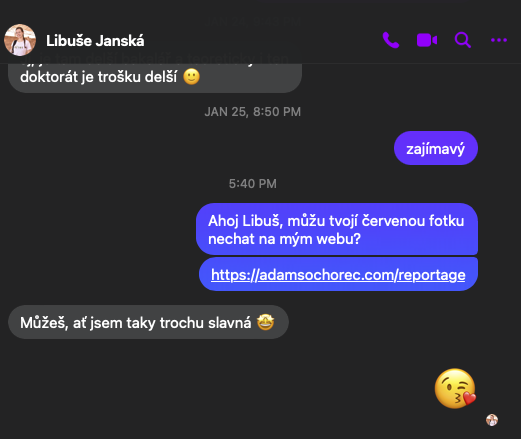 Libuše Janská
doktorát je trošku delší 🙂
JAN 25, 8:50 PM
zajímavý
5:40 PM
Ahoj Libuš, můžu tvojí červenou fotku
nechat na mým webu?
https://adamsochorec.com/reportage
Můžeš, ať jsem taky trochu slavná 🤩
😘